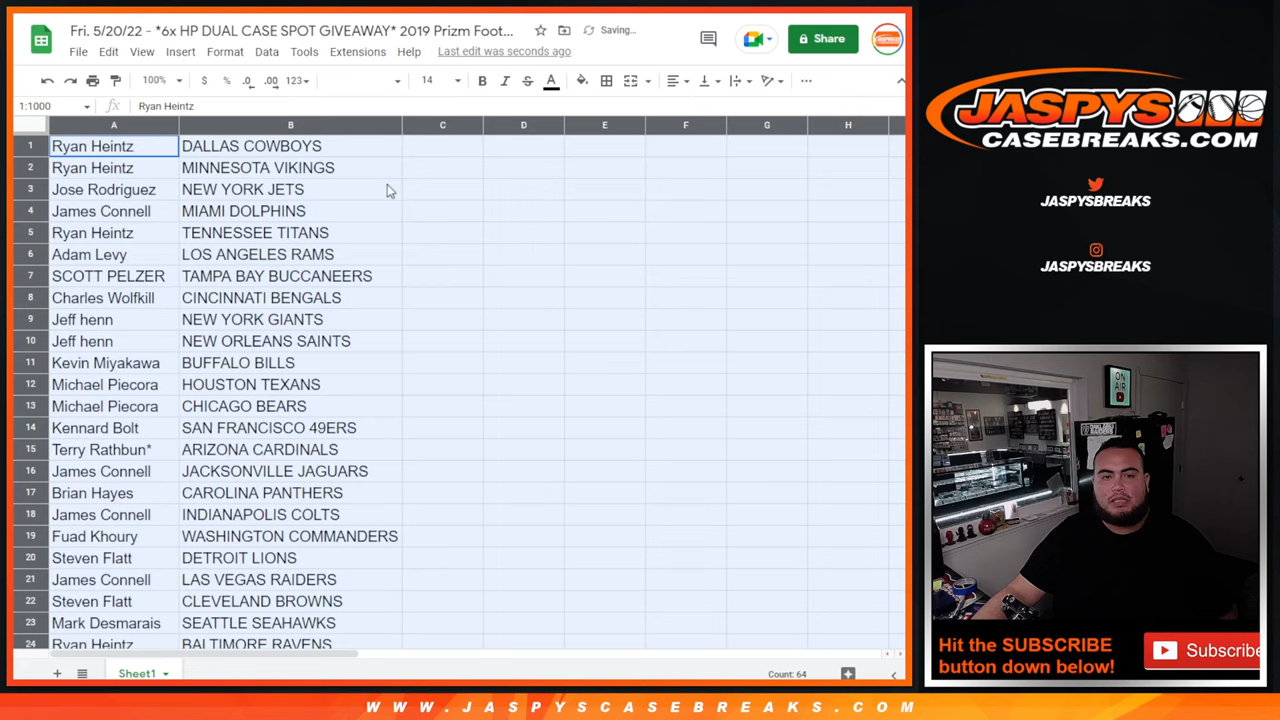 Fri. 5/20/22 - *6x HP DUAL CASE SPOT GIVEAWAY* 2019 Prizm Foot...
Saving...
Share
File Edit View Insert Format Data Tools Extensions Help Last edit was seconds ago
100% $ % .0 .00 123 14 B I S A
1:1000 fx Ryan Heintz
A B C D E F G H
1 Ryan Heintz DALLAS COWBOYS
2 Ryan Heintz MINNESOTA VIKINGS
3 Jose Rodriguez NEW YORK JETS
4 James Connell MIAMI DOLPHINS
5 Ryan Heintz TENNESSEE TITANS
6 Adam Levy LOS ANGELES RAMS
7 SCOTT PELZER TAMPA BAY BUCCANEERS
8 Charles Wolfkill CINCINNATI BENGALS
9 Jeff henn NEW YORK GIANTS
10 Jeff henn NEW ORLEANS SAINTS
11 Kevin Miyakawa BUFFALO BILLS
12 Michael Piecora HOUSTON TEXANS
13 Michael Piecora CHICAGO BEARS
14 Kennard Bolt SAN FRANCISCO 49ERS
15 Terry Rathbun* ARIZONA CARDINALS
16 James Connell JACKSONVILLE JAGUARS
17 Brian Hayes CAROLINA PANTHERS
18 James Connell INDIANAPOLIS COLTS
19 Fuad Khoury WASHINGTON COMMANDERS
20 Steven Flatt DETROIT LIONS
21 James Connell LAS VEGAS RAIDERS
22 Steven Flatt CLEVELAND BROWNS
23 Mark Desmarais SEATTLE SEAHAWKS
24 Ryan Heintz BALTIMORE RAVENS
Sheet1
Count: 64
JASPYS
CASEBREAKS.COM
JASPYSBREAKS
JASPYSBREAKS
ON
AIR
RAIDERS
Hit the SUBSCRIBE
button down below!
Subscribe
WWW.JASPYSCASEBREAKS.COM